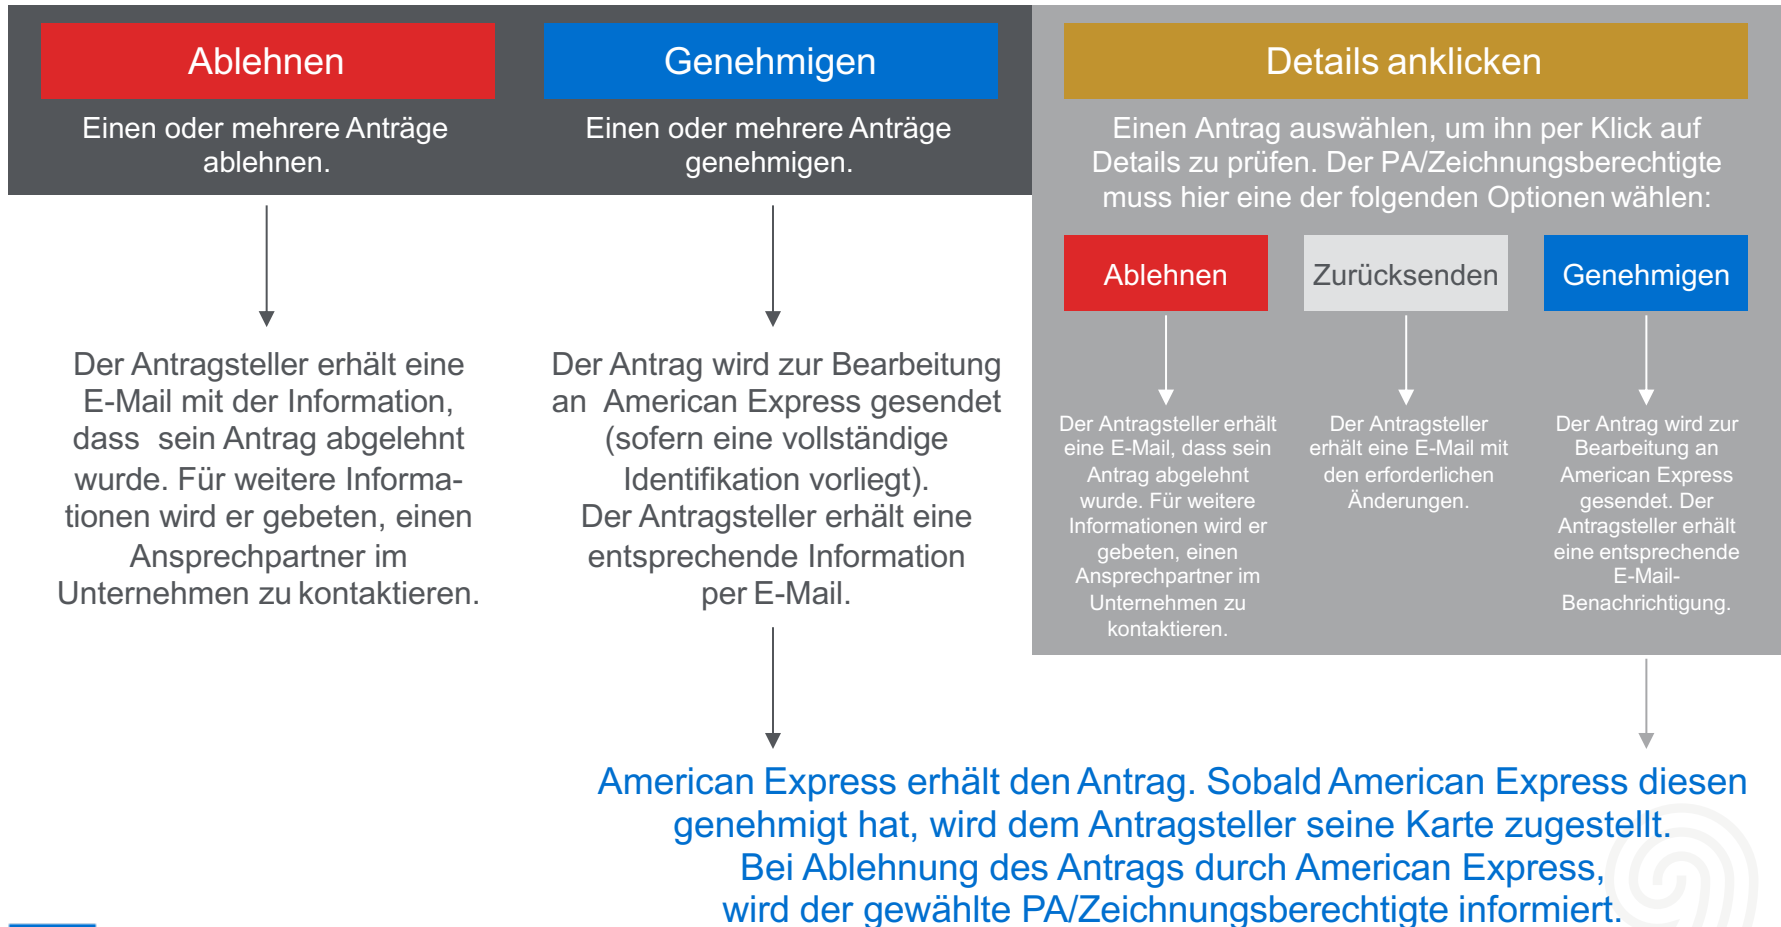 Ablehnen
Einen oder mehrere Anträge
ablehnen.
Der Antragsteller erhält eine
E-Mail mit der Information,
dass sein Antrag abgelehnt
wurde. Für weitere Informa-
tionen wird er gebeten, einen
Ansprechpartner im
Unternehmen zu kontaktieren.
Genehmigen
Einen oder mehrere Anträge
genehmigen.
Der Antrag wird zur Bearbeitung
an American Express gesendet
(sofern eine vollständige
Identifikation vorliegt).
Der Antragsteller erhält eine
entsprechende Information
per E-Mail.
Details anklicken
Einen Antrag auswählen, um ihn per Klick auf
Details zu prüfen. Der PA/Zeichnungsberechtigte
muss hier eine der folgenden Optionen wählen:
Ablehnen
Der Antragsteller erhält
eine E-Mail, dass sein
Antrag abgelehnt
wurde. Für weitere
Informationen wird er
gebeten, einen
Ansprechpartner im
Unternehmen zu
kontaktieren.
Zurücksenden
Der Antragsteller
erhält eine E-Mail mit
den erforderlichen
Änderungen.
Genehmigen
Der Antrag wird zur
Bearbeitung an
American Express
gesendet. Der
Antragsteller erhält
eine entsprechende
E-Mail-
Benachrichtigung.
American Express erhält den Antrag. Sobald American Express diesen
genehmigt hat, wird dem Antragsteller seine Karte zugestellt.
Bei Ablehnung des Antrags durch American Express,
wird der gewählte PA/Zeichnungsberechtigte informiert.